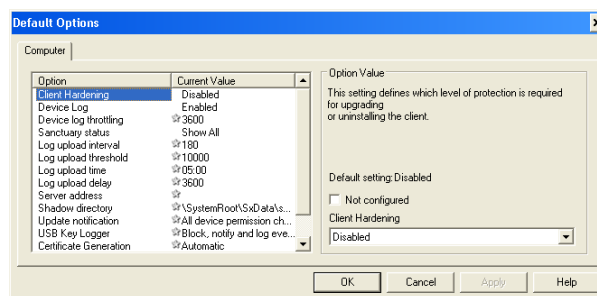 Default Options
Computer
Option Current Value
Client Hardening Disabled
Device Log Enabled
Device log throttling 3600
Sanctuary status Show All
Log upload interval 180
Log upload threshold 10000
Log upload time 05:00
Log upload delay 3600
Server address
Shadow directory \SystemRoot\SxData\s...
Update notification All device permission ch...
USB Key Logger Block, notify and log eve...
Certificate Generation Automatic
Option Value
This setting defines which level of protection is required
for upgrading
or uninstalling the client.
Default setting: Disabled
Not configured
Client Hardening
Disabled
OK Cancel Apply Help